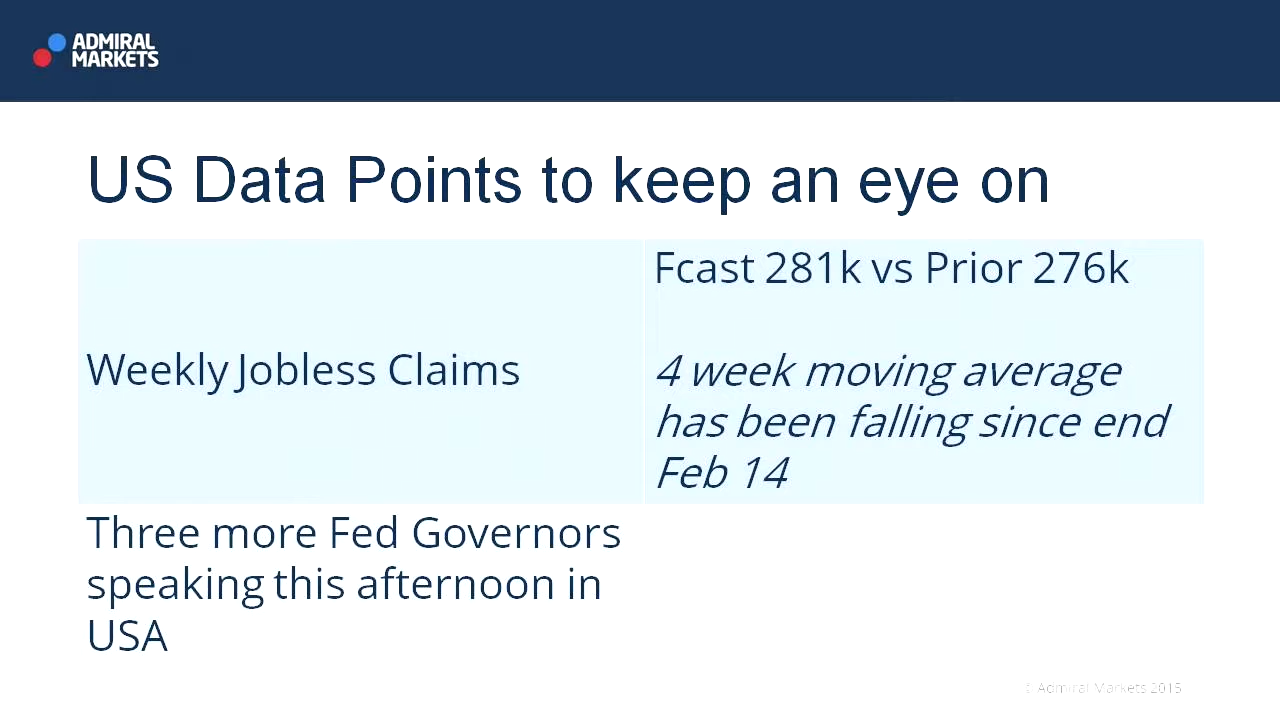 ADMIRAL
MARKETS
US Data Points to keep an eye on
Weekly Jobless Claims
Fcast 281k vs Prior 276k
4 week moving average
has been falling since end
Feb 14
Three more Fed Governors
speaking this afternoon in
USA
© Admiral Markets 2015